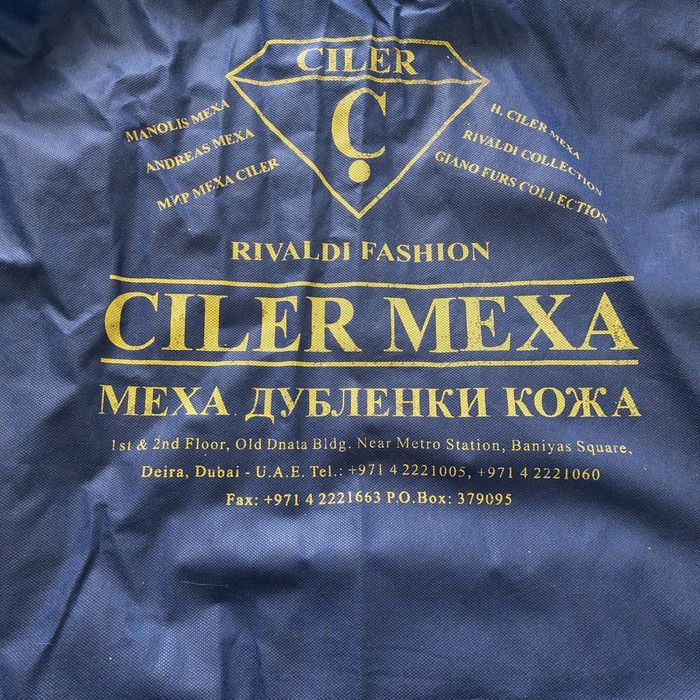 CILER
Ç
MANOLIS MEXA
ANDREAS MEXA
МИР МЕХА CILER
H. CILER MEXA
RIVALDI COLLECTION
GIANO FURS COLLECTION
RIVALDI FASHION
CILER MEXA
МЕХА ДУБЛЕНКИ КОЖА
1st & 2nd Floor, Old Dnata Bldg. Near Metro Station, Baniyas Square,
Deira, Dubai - U.A.E. Tel.: +971 4 2221005, +971 4 2221060
Fax: +971 4 2221663 P.O.Box: 379095